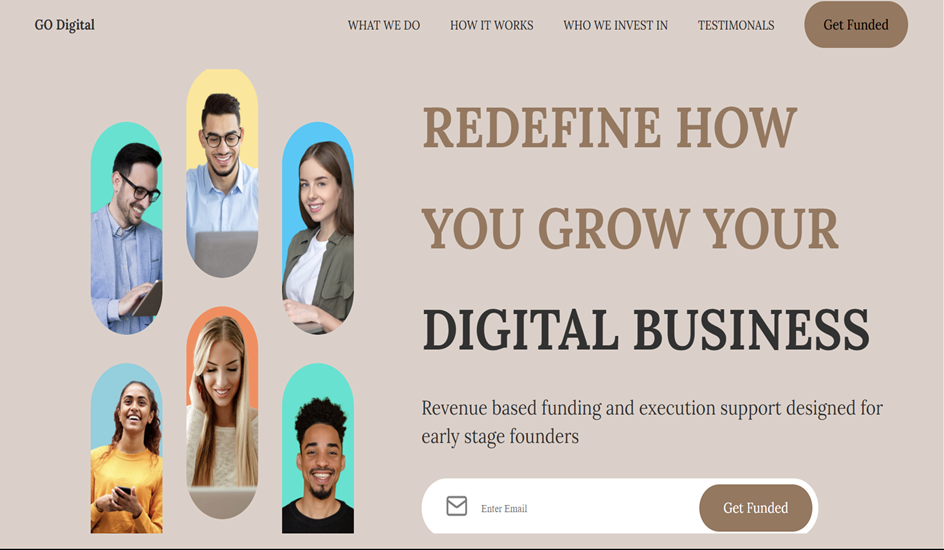 GO Digital
WHAT WE DO
HOW IT WORKS
WHO WE INVEST IN
TESTIMONALS
Get Funded
REDEFINE HOW
YOU GROW YOUR
DIGITAL BUSINESS
Revenue based funding and execution support designed for
early stage founders
Enter Email
Get Funded